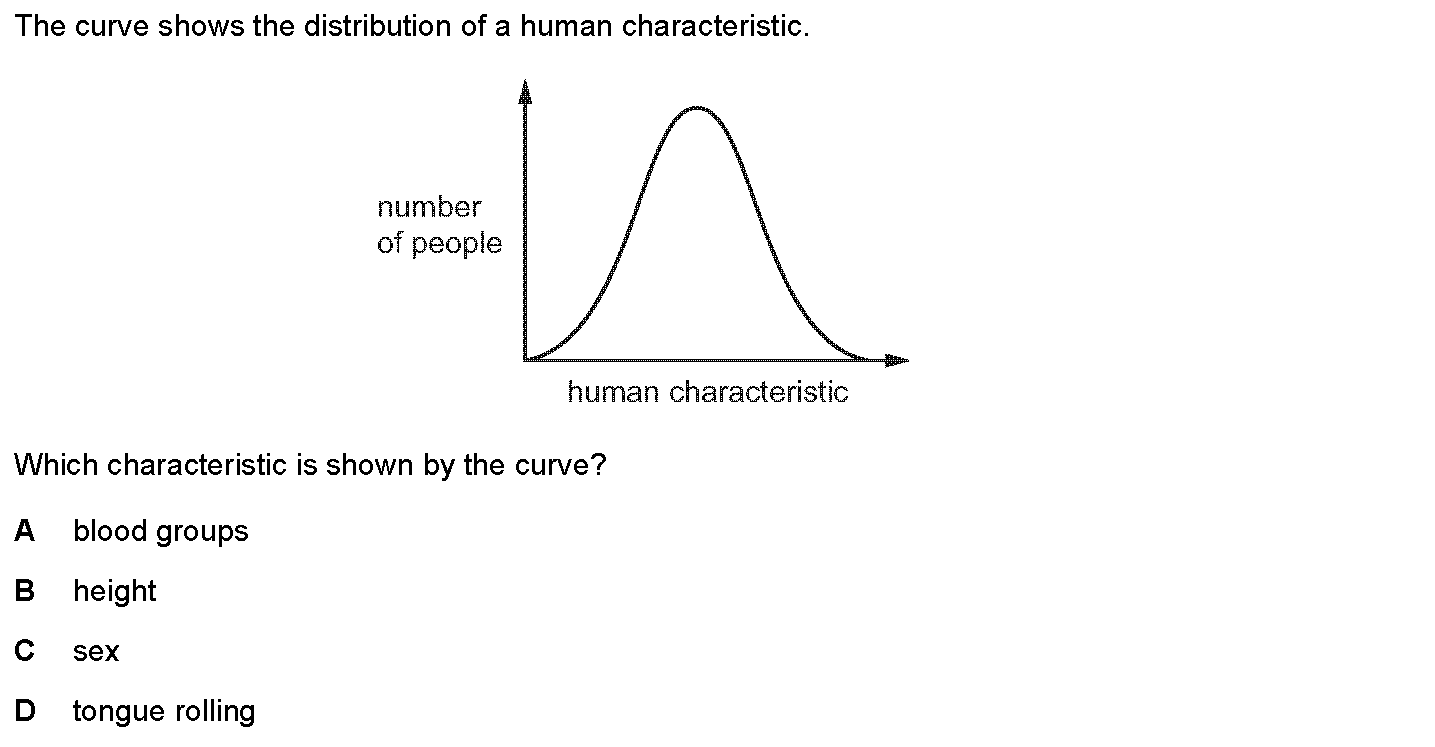 The curve shows the distribution of a human characteristic.
number
of people
human characteristic
Which characteristic is shown by the curve?
A blood groups
B height
C sex
D tongue rolling